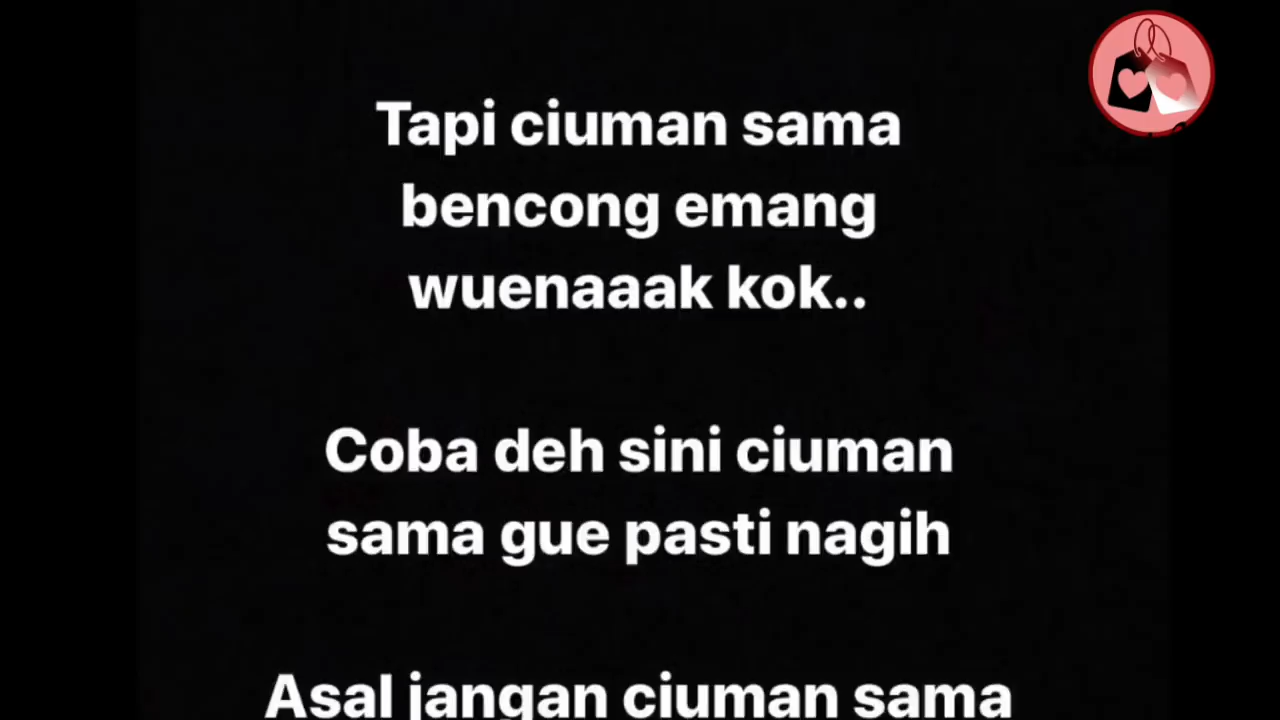 Tapi ciuman sama
bencong emang
wuenaaak kok..
Coba deh sini ciuman
sama gue pasti nagih
Asal jangan ciuman sama